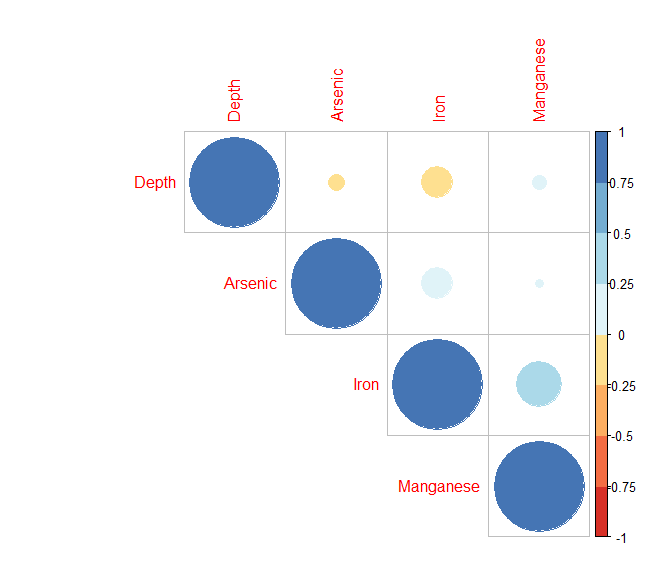 Depth
Arsenic
Iron
Manganese
Depth
Arsenic
Iron
Manganese
1
0.75
0.5
0.25
0
-0.25
-0.5
-0.75
-1